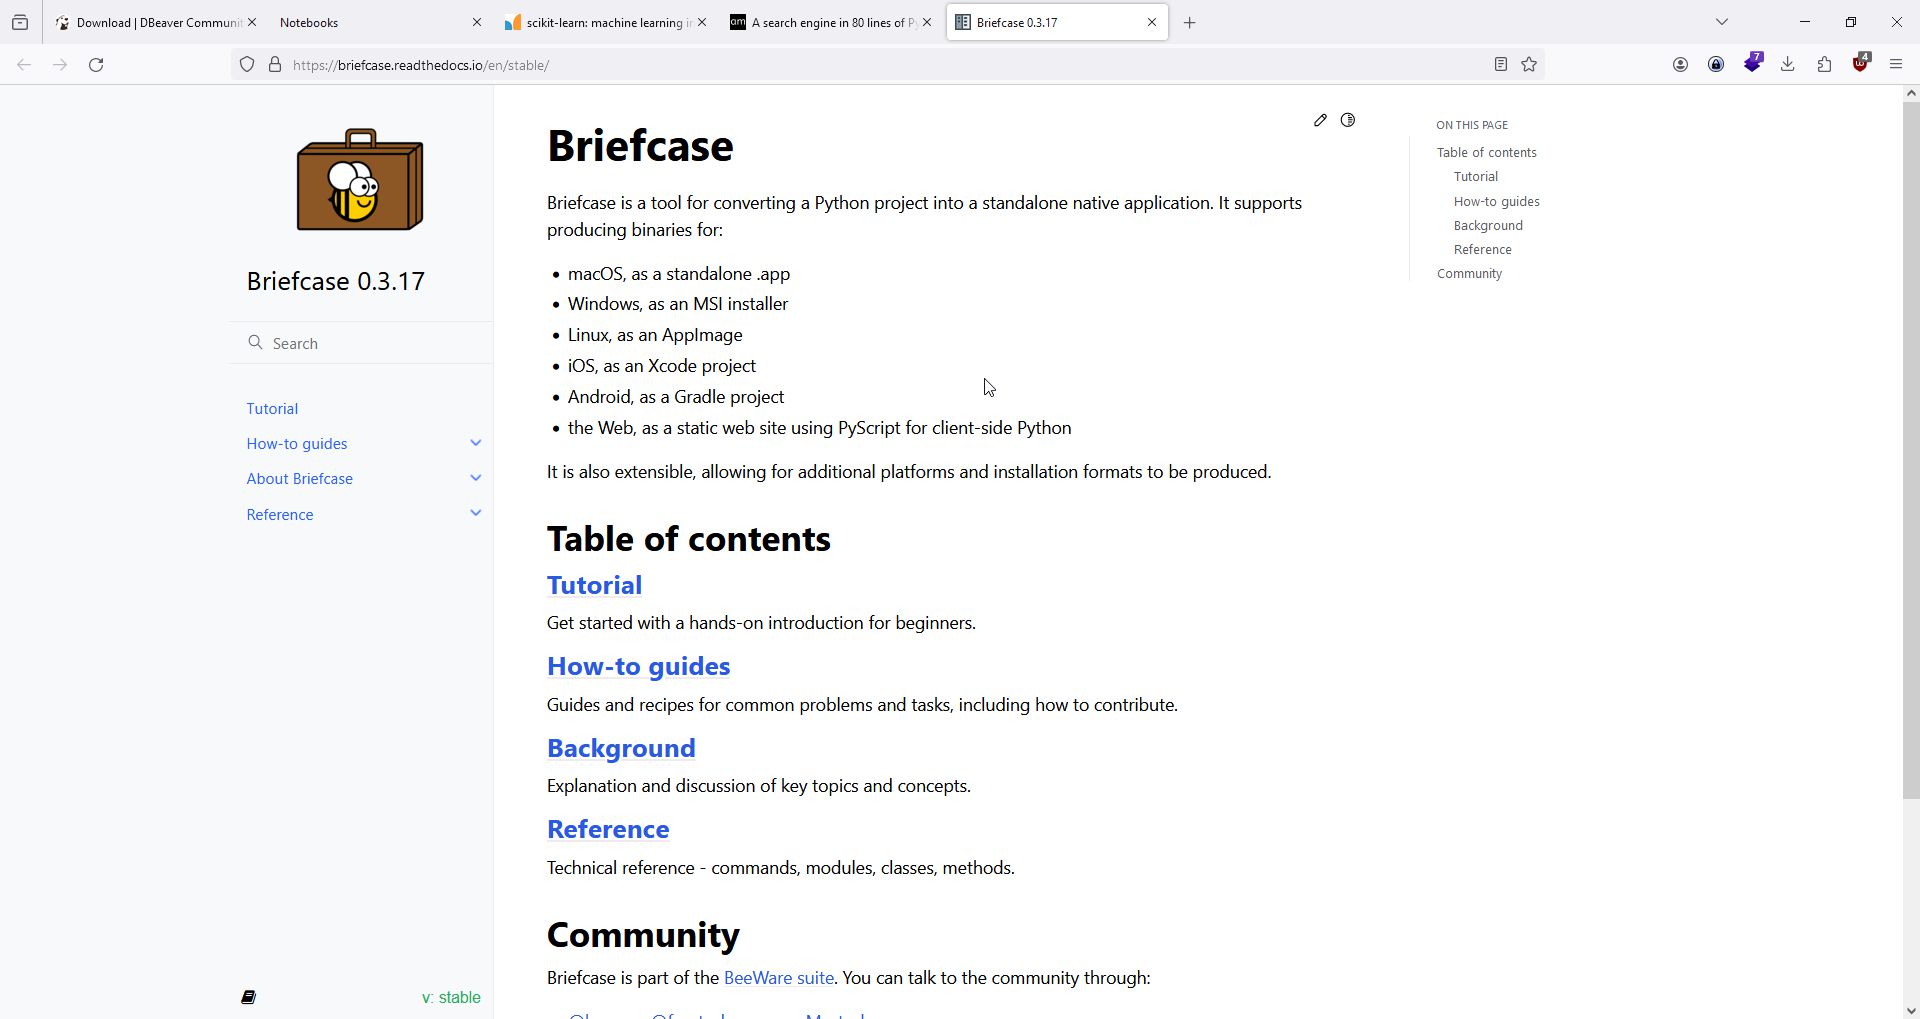 Download | DBeaver Communit
Notebooks
scikit-learn: machine learning in
A search engine in 80 lines of Py
Briefcase 0.3.17
https://briefcase.readthedocs.io/en/stable/
7
4
Briefcase 0.3.17
Search
Tutorial
How-to guides
About Briefcase
Reference
v: stable
Briefcase
Briefcase is a tool for converting a Python project into a standalone native application. It supports
producing binaries for:
• macOS, as a standalone .app
• Windows, as an MSI installer
• Linux, as an AppImage
• iOS, as an Xcode project
• Android, as a Gradle project
• the Web, as a static web site using PyScript for client-side Python
It is also extensible, allowing for additional platforms and installation formats to be produced.
Table of contents
Tutorial
Get started with a hands-on introduction for beginners.
How-to guides
Guides and recipes for common problems and tasks, including how to contribute.
Background
Explanation and discussion of key topics and concepts.
Reference
Technical reference - commands, modules, classes, methods.
Community
Briefcase is part of the BeeWare suite. You can talk to the community through:
ON THIS PAGE
Table of contents
Tutorial
How-to guides
Background
Reference
Community